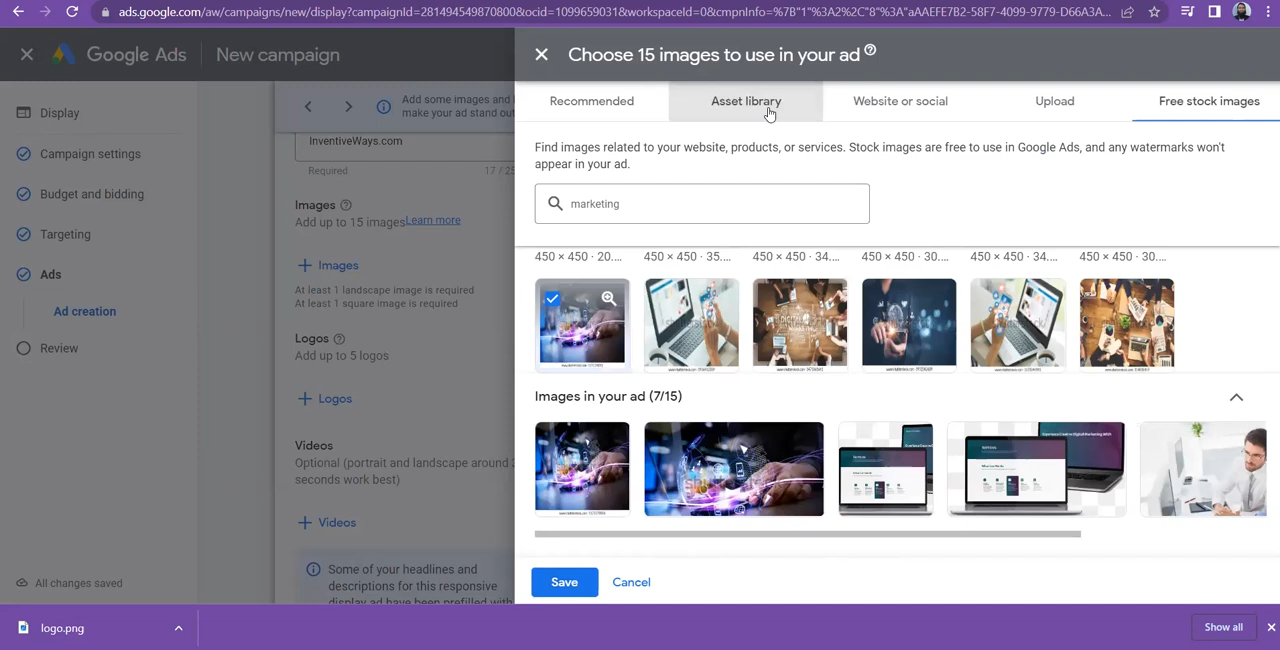 ads.google.com/aw/campaigns/new/display?campaignId=281494549870800&ocid=1099659031&workspaceId=0&cmpnInfo=%7B"1"%3A2%2C"8"%3A"aAAEFE7B2-58F7-4099-9779-D66A3A...
Google Ads
New campaign
Choose 15 images to use in your ad
Display
Campaign settings
Budget and bidding
Targeting
Ads
Ad creation
Review
All changes saved
Add some images and
make your ad stand out
InventiveWays.com
Required
17 / 25
Images
Add up to 15 images
Learn more
Images
At least 1 landscape image is required
At least 1 square image is required
Logos
Add up to 5 logos
Logos
Videos
Optional (portrait and landscape around 3
seconds work best)
Videos
Some of your headlines and
descriptions for this responsive
display ad have been prefilled with
Recommended
Asset library
Website or social
Upload
Free stock images
Find images related to your website, products, or services. Stock images are free to use in Google Ads, and any watermarks won't
appear in your ad.
marketing
450 × 450 · 20....
450 × 450 · 35....
450 × 450 · 34....
450 × 450 · 30....
450 × 450 · 34....
450 × 450 · 30....
Images in your ad (7/15)
Save
Cancel
logo.png
Show all